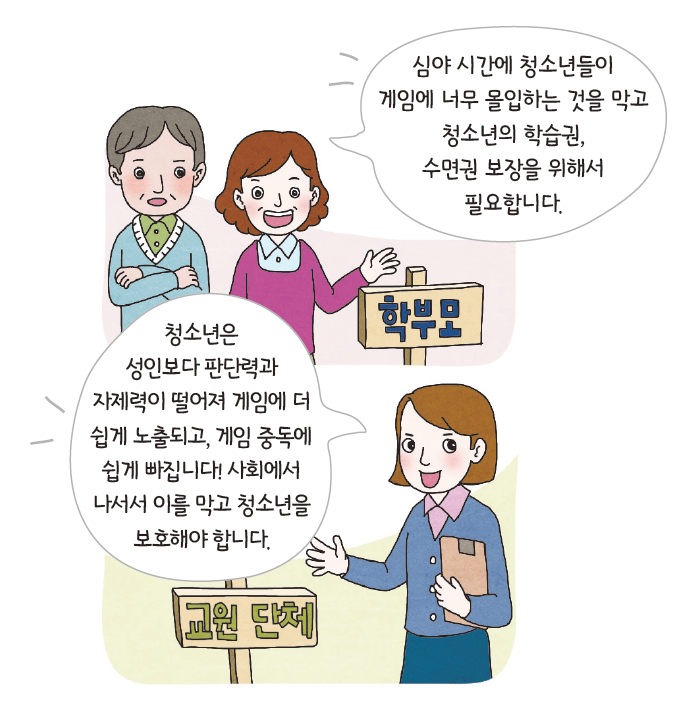 심야 시간에 청소년들이
게임에 너무 몰입하는 것을 막고
청소년의 학습권,
수면권 보장을 위해서
필요합니다.
학부모
청소년은
성인보다 판단력과
자제력이 떨어져 게임에 더
쉽게 노출되고, 게임 중독에
쉽게 빠집니다! 사회에서
나서서 이를 막고 청소년을
보호해야 합니다.
교원 단체